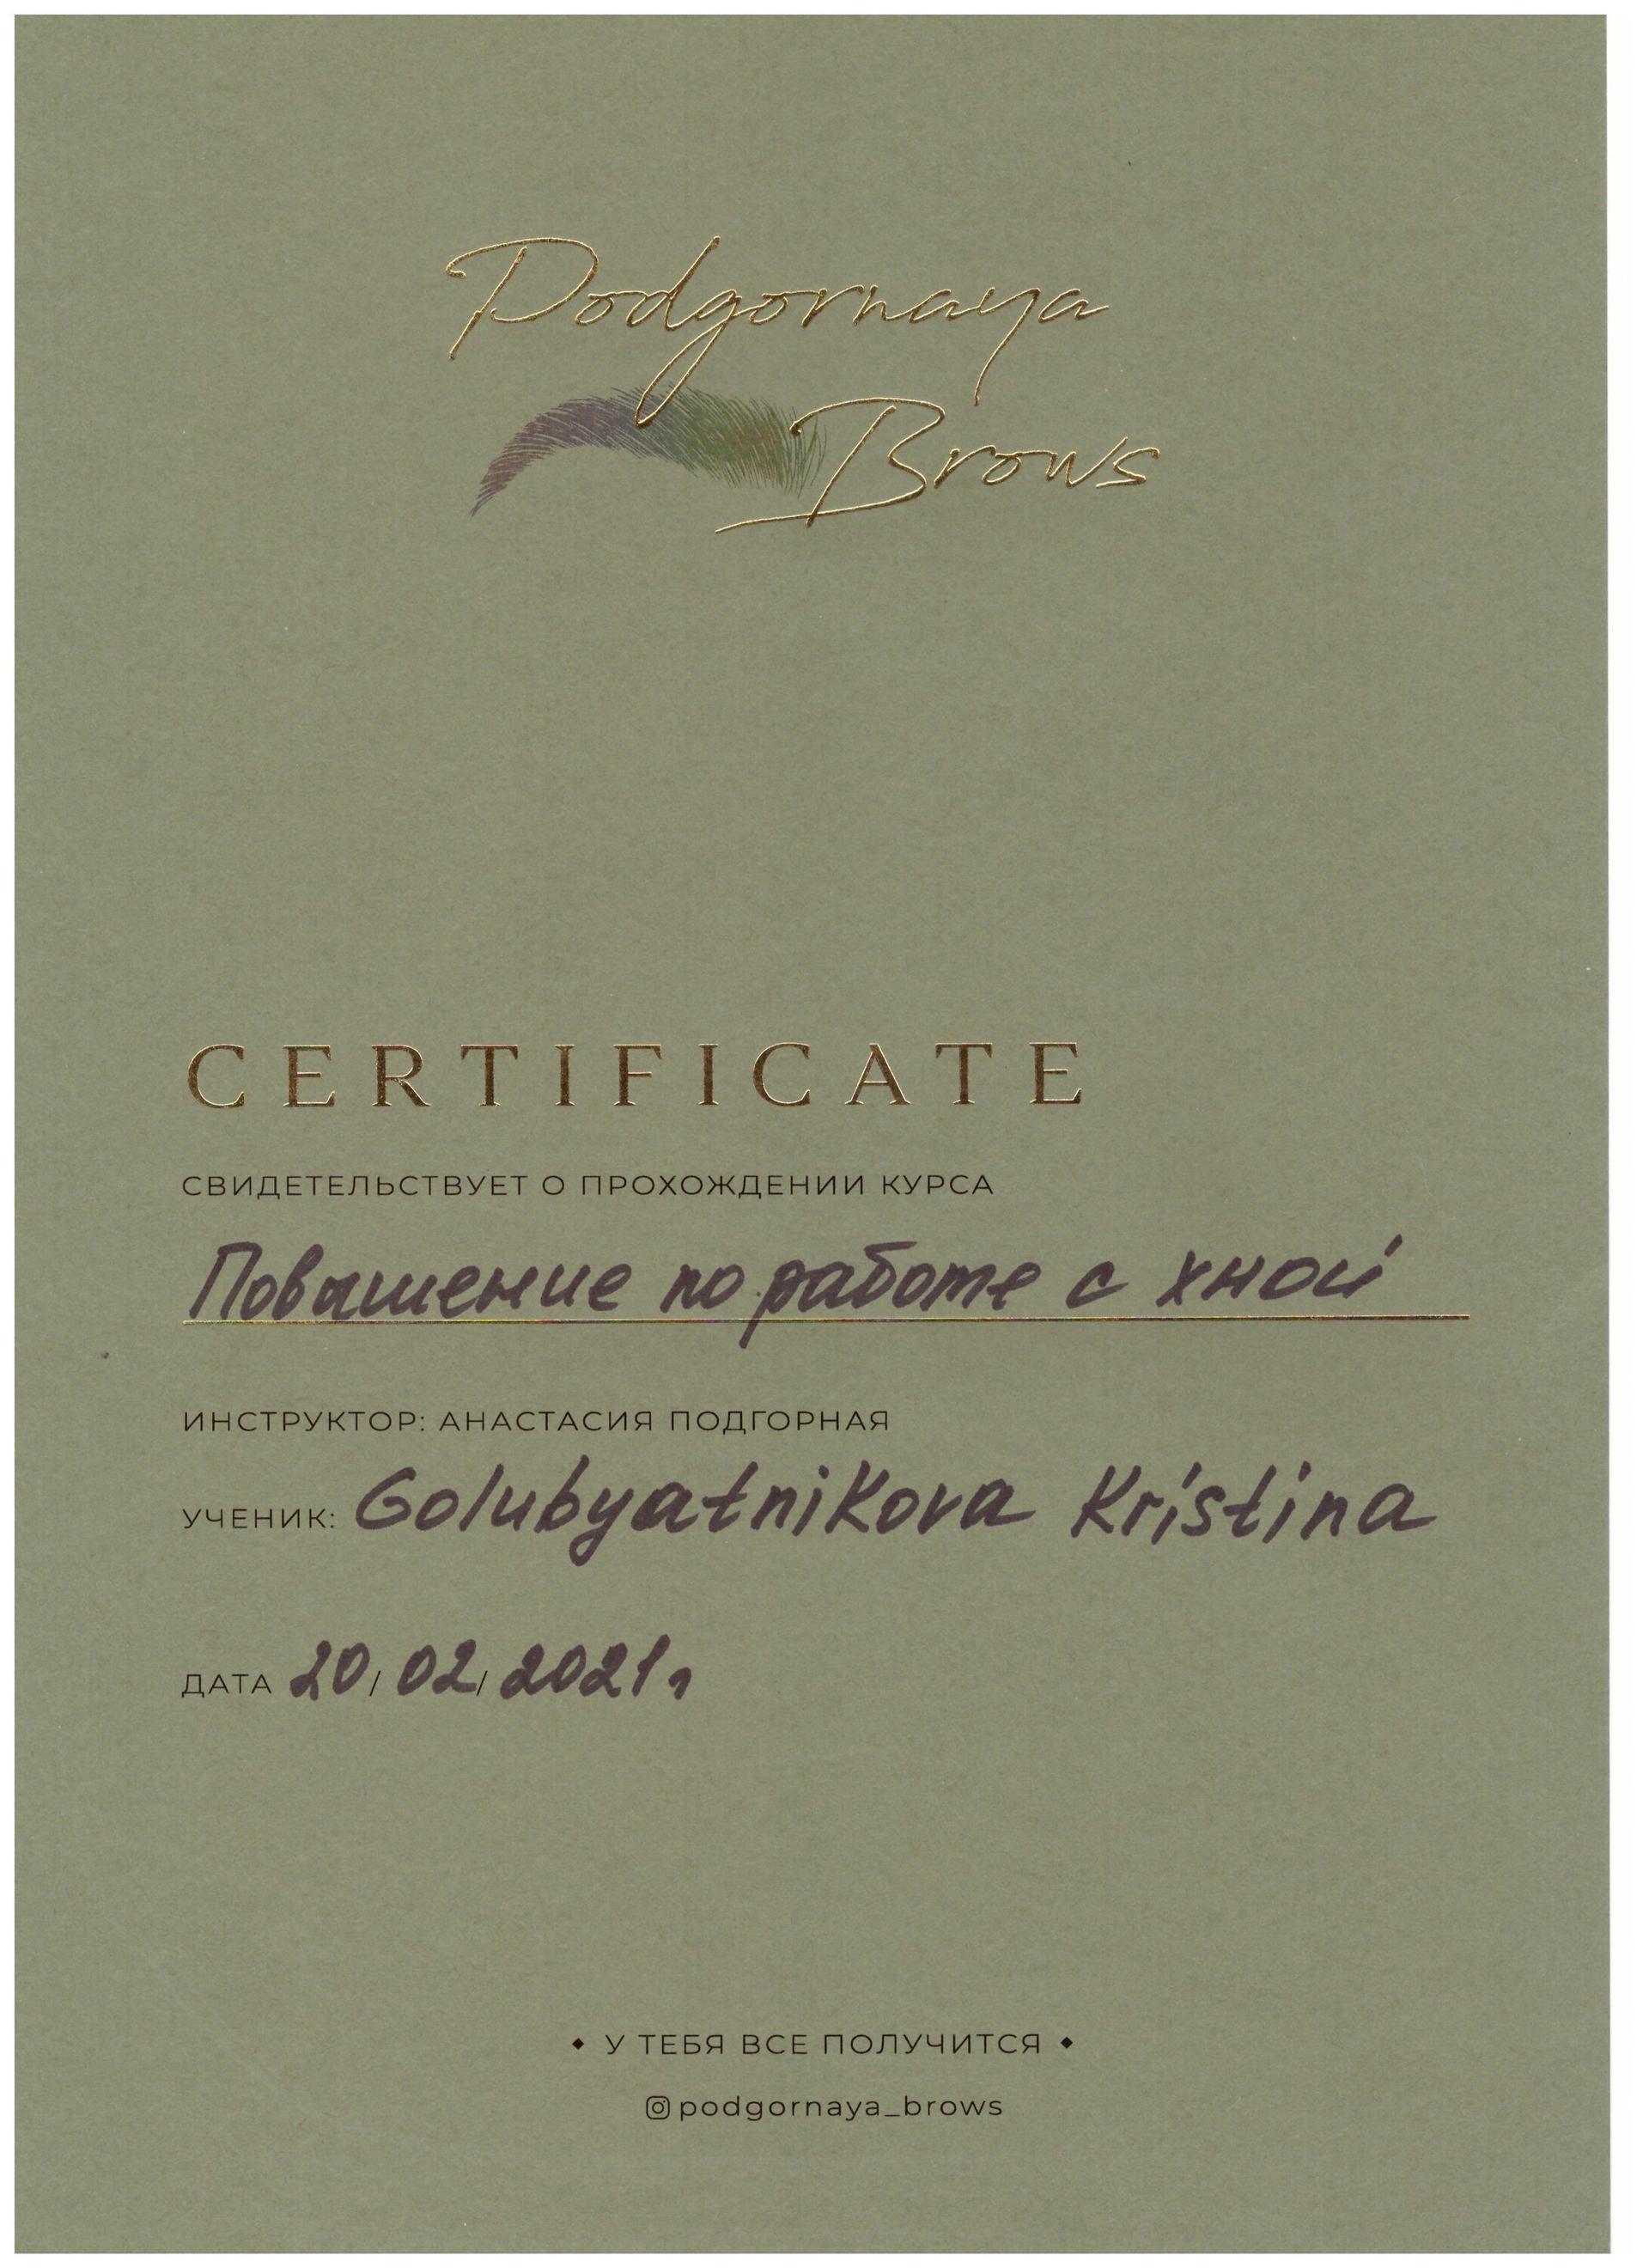 Podgornaya
Brows
CERTIFICATE
СВИДЕТЕЛЬСТВУЕТ О ПРОХОЖДЕНИИ КУРСА
Повышение по работе с хной
ИНСТРУКТОР: АНАСТАСИЯ ПОДГОРНАЯ
УЧЕНИК: Golubyatnikova Kristina
ДАТА 20/02/2021г
• У ТЕБЯ ВСЕ ПОЛУЧИТСЯ •
podgornaya_brows